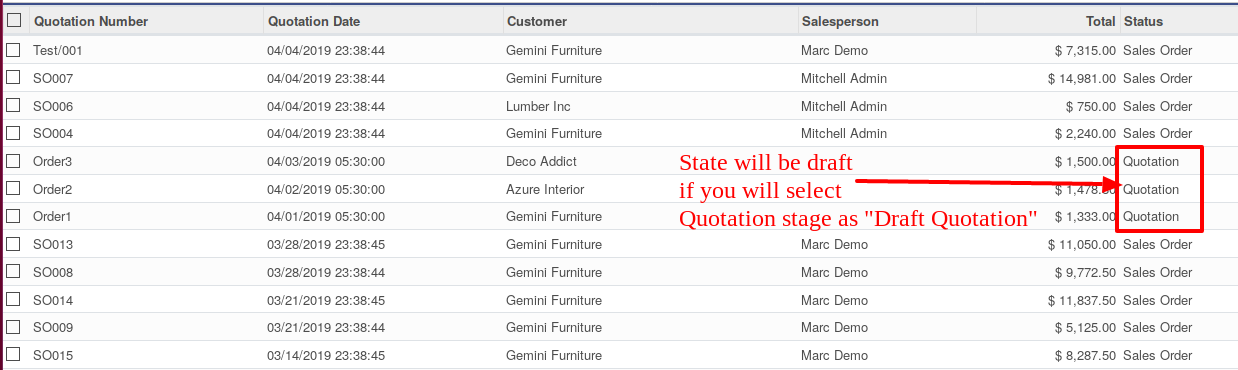 Quotation Number Quotation Date Customer Salesperson Total Status
Test/001 04/04/2019 23:38:44 Gemini Furniture Marc Demo $ 7,315.00 Sales Order
SO007 04/04/2019 23:38:44 Gemini Furniture Mitchell Admin $ 14,981.00 Sales Order
SO006 04/04/2019 23:38:44 Lumber Inc Mitchell Admin $ 750.00 Sales Order
SO004 04/04/2019 23:38:44 Gemini Furniture Mitchell Admin $ 2,240.00 Sales Order
Order3 04/03/2019 05:30:00 Deco Addict $ 1,500.00 Quotation
Order2 04/02/2019 05:30:00 Azure Interior $ 1,478.50 Quotation
Order1 04/01/2019 05:30:00 Gemini Furniture $ 1,333.00 Quotation
State will be draft
if you will select
Quotation stage as "Draft Quotation"
SO013 03/28/2019 23:38:45 Gemini Furniture Marc Demo $ 11,050.00 Sales Order
SO008 03/28/2019 23:38:44 Gemini Furniture Marc Demo $ 9,772.50 Sales Order
SO014 03/21/2019 23:38:45 Gemini Furniture Marc Demo $ 11,837.50 Sales Order
SO009 03/21/2019 23:38:44 Gemini Furniture Marc Demo $ 5,125.00 Sales Order
SO015 03/14/2019 23:38:45 Gemini Furniture Marc Demo $ 8,287.50 Sales Order